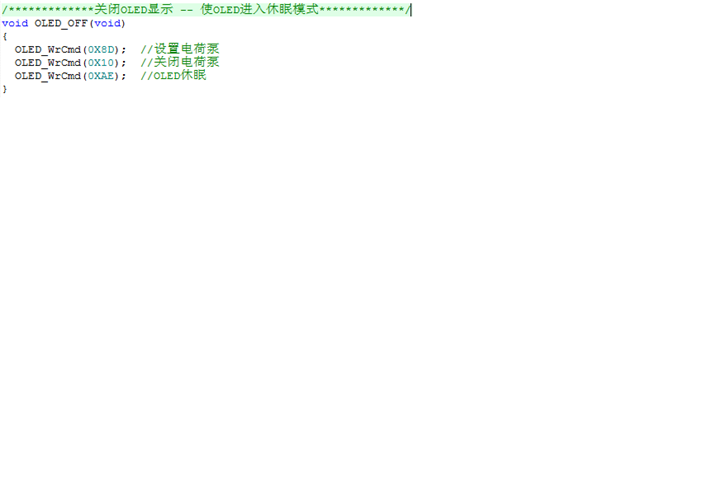 /*************关闭OLED显示 -- 使OLED进入休眠模式*************/
void OLED_OFF(void)
{
  OLED_WrCmd(0X8D);  //设置电荷泵
  OLED_WrCmd(0X10);  //关闭电荷泵
  OLED_WrCmd(0XAE);  //OLED休眠
}